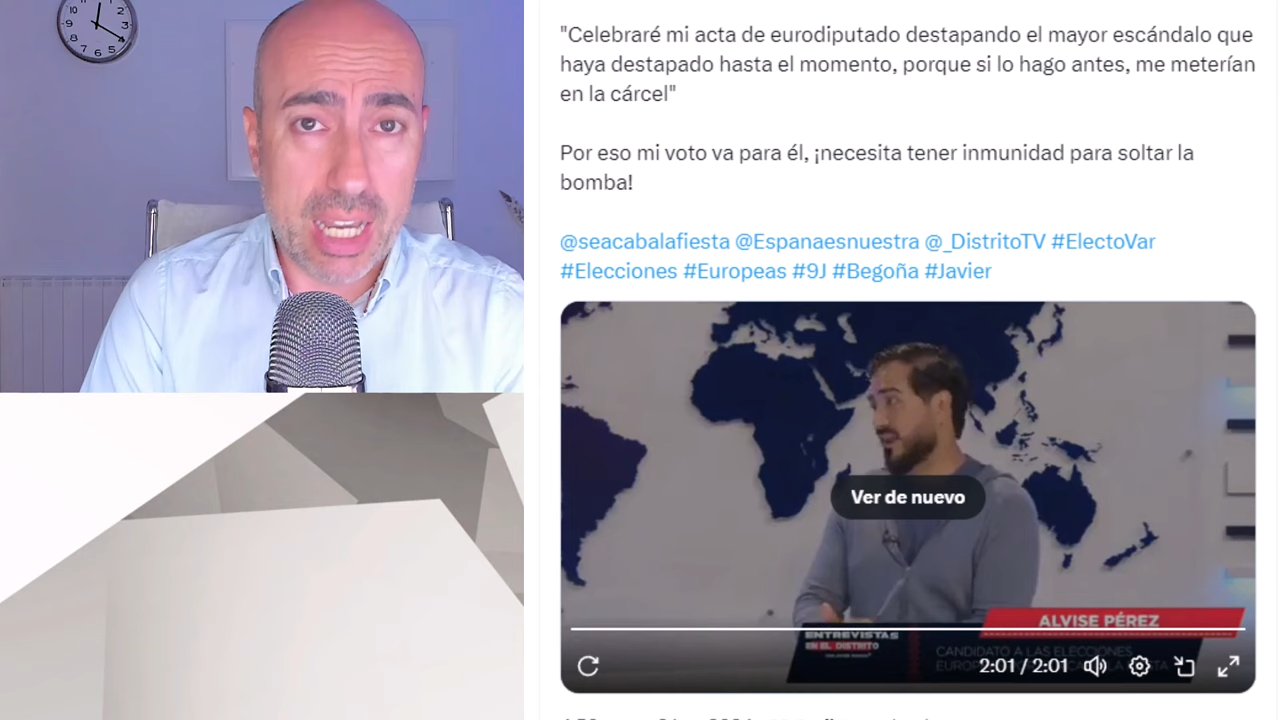 "Celebraré mi acta de eurodiputado destapando el mayor escándalo que
haya destapado hasta el momento, porque si lo hago antes, me meterían
en la cárcel"
Por eso mi voto va para él, ¡necesita tener inmunidad para soltar la
bomba!
@seacabalafiesta @Espanaesnuestra @_DistritoTV #ElectoVar
#Elecciones #Europeas #9J #Begoña #Javier
Ver de nuevo
ALVISE PÉREZ
ENTREVISTAS
EN EL DISTRITO
CANDIDATO A LAS ELECCIONES
2:01 / 2:01